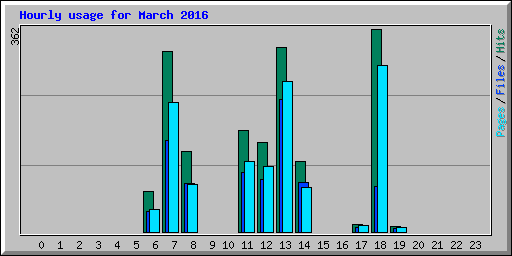 Hourly usage for March 2016
362
Pages/Files/Hits
0 1 2 3 4 5 6 7 8 9 10 11 12 13 14 15 16 17 18 19 20 21 22 23